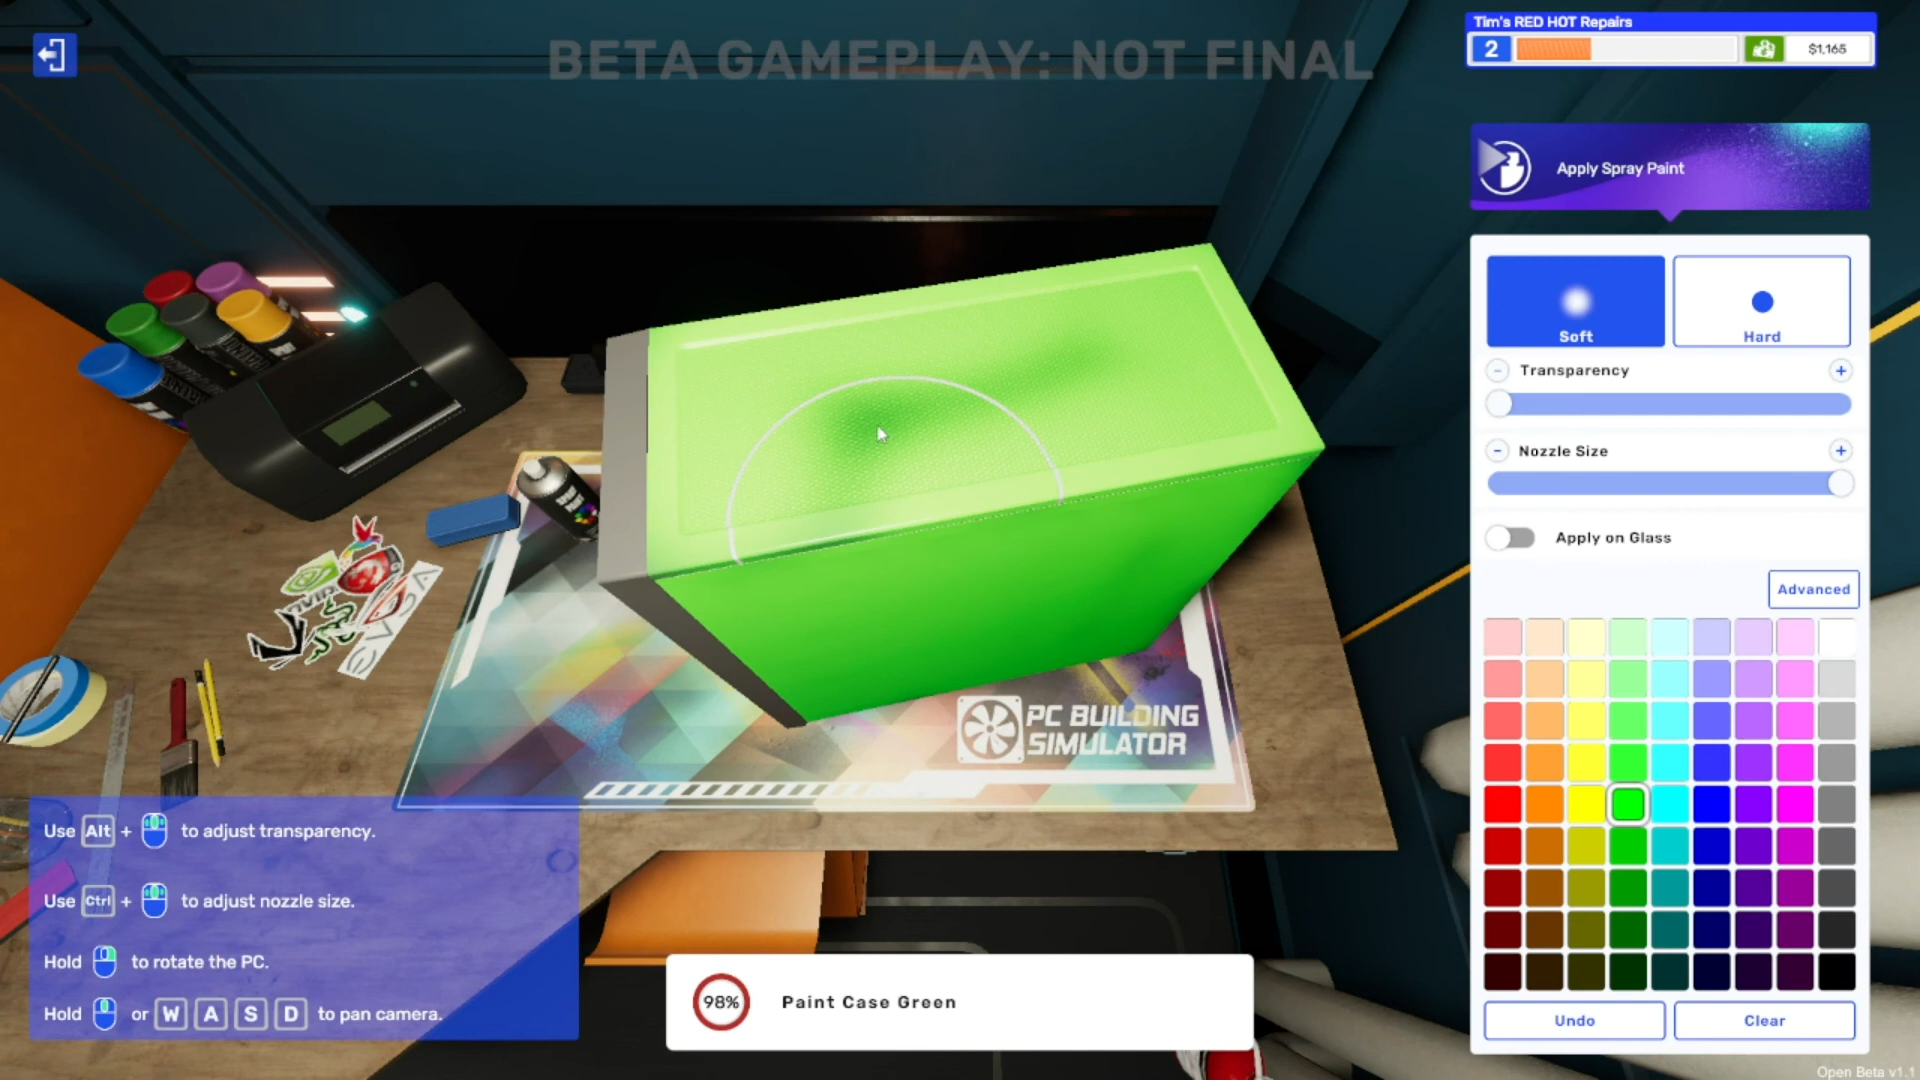 BETA GAMEPLAY: NOT FINAL
Tim's RED HOT Repairs
2
$1,165
Apply Spray Paint
Soft
Hard
Transparency
Nozzle Size
Apply on Glass
Advanced
PC BUILDING
SIMULATOR
Use Alt + to adjust transparency.
Use Ctrl + to adjust nozzle size.
Hold to rotate the PC.
Hold or W A S D to pan camera.
98% Paint Case Green
Undo
Clear
Open Beta v1.1